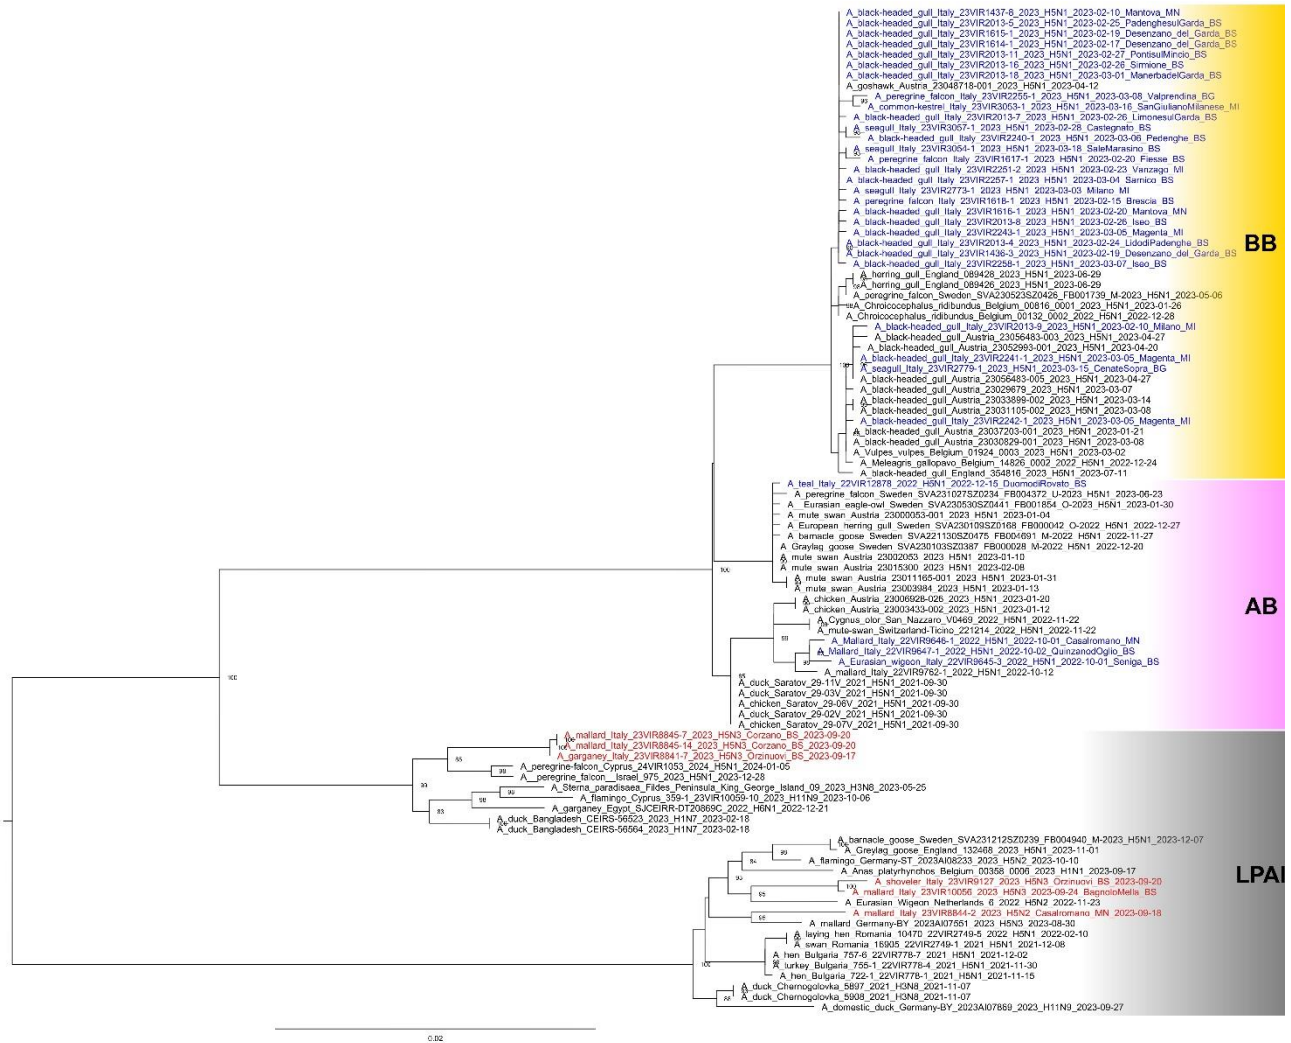 A_black-headed_gull_Italy_23VIR1437-8_2023_H5N1_2023-02-10_Mantova_MN
A_black-headed_gull_Italy_23VIR2013-5_2023_H5N1_2023-02-25_PadenghesulGarda_BS
A_black-headed_gull_Italy_23VIR1615-1_2023_H5N1_2023-02-19_Desenzano_del_Garda_BS
A_black-headed_gull_Italy_23VIR1614-1_2023_H5N1_2023-02-17_Desenzano_del_Garda_BS
A_black-headed_gull_Italy_23VIR2013-11_2023_H5N1_2023-02-27_PontisulMincio_BS
A_black-headed_gull_Italy_23VIR2013-16_2023_H5N1_2023-02-26_Sirmione_BS
A_black-headed_gull_Italy_23VIR2013-18_2023_H5N1_2023-03-01_ManerbadelGarda_BS
A_goshawk_Austria_23048718-001_2023_H5N1_2023-04-12
A_peregrine_falcon_Italy_23VIR2255-1_2023_H5N1_2023-03-08_Valprendina_BG
A_common-kestrel_Italy_23VIR3053-1_2023_H5N1_2023-03-16_SanGiulianoMilanese_MI
A_black-headed_gull_Italy_23VIR2013-7_2023_H5N1_2023-02-26_LimonesulGarda_BS
A_seagull_Italy_23VIR3057-1_2023_H5N1_2023-02-28_Castegnato_BS
A_black-headed_gull_Italy_23VIR2240-1_2023_H5N1_2023-03-06_Pedenghe_BS
A_seagull_Italy_23VIR3054-1_2023_H5N1_2023-03-18_SaleMarasino_BS
A_peregrine_falcon_Italy_23VIR1617-1_2023_H5N1_2023-02-20_Fiesse_BS
A_black-headed_gull_Italy_23VIR2251-2_2023_H5N1_2023-02-23_Vanzago_MI
A_black-headed_gull_Italy_23VIR2257-1_2023_H5N1_2023-03-04_Sarnico_BS
A_seagull_Italy_23VIR2773-1_2023_H5N1_2023-03-03_Milano_MI
A_peregrine_falcon_Italy_23VIR1618-1_2023_H5N1_2023-02-15_Brescia_BS
A_black-headed_gull_Italy_23VIR1616-1_2023_H5N1_2023-02-20_Mantova_MN
A_black-headed_gull_Italy_23VIR2013-8_2023_H5N1_2023-02-26_Iseo_BS
A_black-headed_gull_Italy_23VIR2243-1_2023_H5N1_2023-03-05_Magenta_MI
A_black-headed_gull_Italy_23VIR2013-4_2023_H5N1_2023-02-24_LidodiPadenghe_BS
BB
A_black-headed_gull_Italy_23VIR1436-3_2023_H5N1_2023-02-19_Desenzano_del_Garda_BS
A_black-headed_gull_Italy_23VIR2258-1_2023_H5N1_2023-03-07_Iseo_BS
A_herring_gull_England_089428_2023_H5N1_2023-06-29
A_herring_gull_England_089426_2023_H5N1_2023-06-29
A_peregrine_falcon_Sweden_SVA230523SZ0426_FB001739_M-2023_H5N1_2023-05-06
A_Chroicocephalus_ridibundus_Belgium_00816_0001_2023_H5N1_2023-01-26
A_Chroicocephalus_ridibundus_Belgium_00132_0002_2022_H5N1_2022-12-28
A_black-headed_gull_Italy_23VIR2013-9_2023_H5N1_2023-02-10_Milano_MI
A_black-headed_gull_Austria_23056483-003_2023_H5N1_2023-04-27
A_black-headed_gull_Austria_23052993-001_2023_H5N1_2023-04-20
A_black-headed_gull_Italy_23VIR2241-1_2023_H5N1_2023-03-05_Magenta_MI
A_seagull_Italy_23VIR2779-1_2023_H5N1_2023-03-15_CenateSopra_BG
A_black-headed_gull_Austria_23056483-005_2023_H5N1_2023-04-27
A_black-headed_gull_Austria_23029679_2023_H5N1_2023-03-07
A_black-headed_gull_Austria_23033899-002_2023_H5N1_2023-03-14
A_black-headed_gull_Austria_23031105-002_2023_H5N1_2023-03-08
A_black-headed_gull_Italy_23VIR2242-1_2023_H5N1_2023-03-05_Magenta_MI
A_black-headed_gull_Austria_23037203-001_2023_H5N1_2023-01-21
A_black-headed_gull_Austria_23030829-001_2023_H5N1_2023-03-08
A_Vulpes_vulpes_Belgium_01924_0003_2023_H5N1_2023-03-02
A_Meleagris_gallopavo_Belgium_14826_0002_2022_H5N1_2022-12-24
A_black-headed_gull_England_354816_2023_H5N1_2023-07-11
A_teal_Italy_22VIR12878_2022_H5N1_2022-12-15_DuomodiRovato_BS
A_peregrine_falcon_Sweden_SVA231027SZ0234_FB004372_U-2023_H5N1_2023-06-23
A__Eurasian_eagle-owl_Sweden_SVA230530SZ0441_FB001854_O-2023_H5N1_2023-01-30
A_mute_swan_Austria_23000053-001_2023_H5N1_2023-01-04
A_European_herring_gull_Sweden_SVA230109SZ0168_FB000042_O-2022_H5N1_2022-12-27
A_barnacle_goose_Sweden_SVA221130SZ0475_FB004691_M-2022_H5N1_2022-11-27
A_Graylag_goose_Sweden_SVA230103SZ0387_FB000028_M-2022_H5N1_2022-12-20
A_mute_swan_Austria_23002053_2023_H5N1_2023-01-10
A_mute_swan_Austria_23015300_2023_H5N1_2023-02-08
100
A_mute_swan_Austria_23011165-001_2023_H5N1_2023-01-31
A_mute_swan_Austria_23003984_2023_H5N1_2023-01-13
A_chicken_Austria_23006928-026_2023_H5N1_2023-01-20
AB
A_chicken_Austria_23003433-002_2023_H5N1_2023-01-12
A_Cygnus_olor_San_Nazzaro_V0469_2022_H5N1_2022-11-22
A_mute-swan_Switzerland-Ticino_221214_2022_H5N1_2022-11-22
A_Mallard_Italy_22VIR9646-1_2022_H5N1_2022-10-01_Casalromano_MN
A_Mallard_Italy_22VIR9647-1_2022_H5N1_2022-10-02_QuinzanodOglio_BS
A_Eurasian_wigeon_Italy_22VIR9645-3_2022_H5N1_2022-10-01_Seniga_BS
A_mallard_Italy_22VIR9762-1_2022_H5N1_2022-10-12
100
A_duck_Saratov_29-11V_2021_H5N1_2021-09-30
A_duck_Saratov_29-03V_2021_H5N1_2021-09-30
A_chicken_Saratov_29-06V_2021_H5N1_2021-09-30
A_duck_Saratov_29-02V_2021_H5N1_2021-09-30
A_chicken_Saratov_29-07V_2021_H5N1_2021-09-30
A_mallard_Italy_23VIR8845-7_2023_H5N3_Corzano_BS_2023-09-20
A_mallard_Italy_23VIR8845-14_2023_H5N3_Corzano_BS_2023-09-20
A_garganey_Italy_23VIR8841-7_2023_H5N3_Orzinuovi_BS_2023-09-17
A_peregrine-falcon_Cyprus_24VIR1053_2024_H5N1_2024-01-05
A__peregrine_falcon__Israel_975_2023_H5N1_2023-12-28
A_Sterna_paradisaea_Fildes_Peninsula_King_George_Island_09_2023_H3N8_2023-05-25
A_flamingo_Cyprus_359-1_23VIR10059-10_2023_H11N9_2023-10-06
A_garganey_Egypt_SJCEIRR-DT20869C_2022_H6N1_2022-12-21
A_duck_Bangladesh_CEIRS-56523_2023_H1N7_2023-02-18
A_duck_Bangladesh_CEIRS-56564_2023_H1N7_2023-02-18
A_barnacle_goose_Sweden_SVA231212SZ0239_FB004940_M-2023_H5N1_2023-12-07
A_Greylag_goose_England_132468_2023_H5N1_2023-11-01
A_flamingo_Germany-ST_2023AI08233_2023_H5N2_2023-10-10
A_Anas_platyrhynchos_Belgium_00358_0006_2023_H1N1_2023-09-17
LPAI
A_shoveler_Italy_23VIR9127_2023_H5N3_Orzinuovi_BS_2023-09-20
A_mallard_Italy_23VIR10056_2023_H5N3_2023-09-24_BagnoloMella_BS
A_Eurasian_Wigeon_Netherlands_6_2022_H5N2_2022-11-23
A_mallard_Italy_23VIR8844-2_2023_H5N2_Casalromano_MN_2023-09-18
A_mallard_Germany-BY_2023AI07551_2023_H5N3_2023-08-30
A_laying_hen_Romania_10470_22VIR2749-5_2022_H5N1_2022-02-10
A_swan_Romania_16905_22VIR2749-1_2021_H5N1_2021-12-08
A_hen_Bulgaria_757-6_22VIR778-7_2021_H5N1_2021-12-02
A_turkey_Bulgaria_755-1_22VIR778-4_2021_H5N1_2021-11-30
A_hen_Bulgaria_722-1_22VIR778-1_2021_H5N1_2021-11-15
A_duck_Chernogolovka_5897_2021_H3N8_2021-11-07
A_duck_Chernogolovka_5908_2021_H3N8_2021-11-07
A_domestic_duck_Germany-BY_2023AI07869_2023_H11N9_2023-09-27
0.02